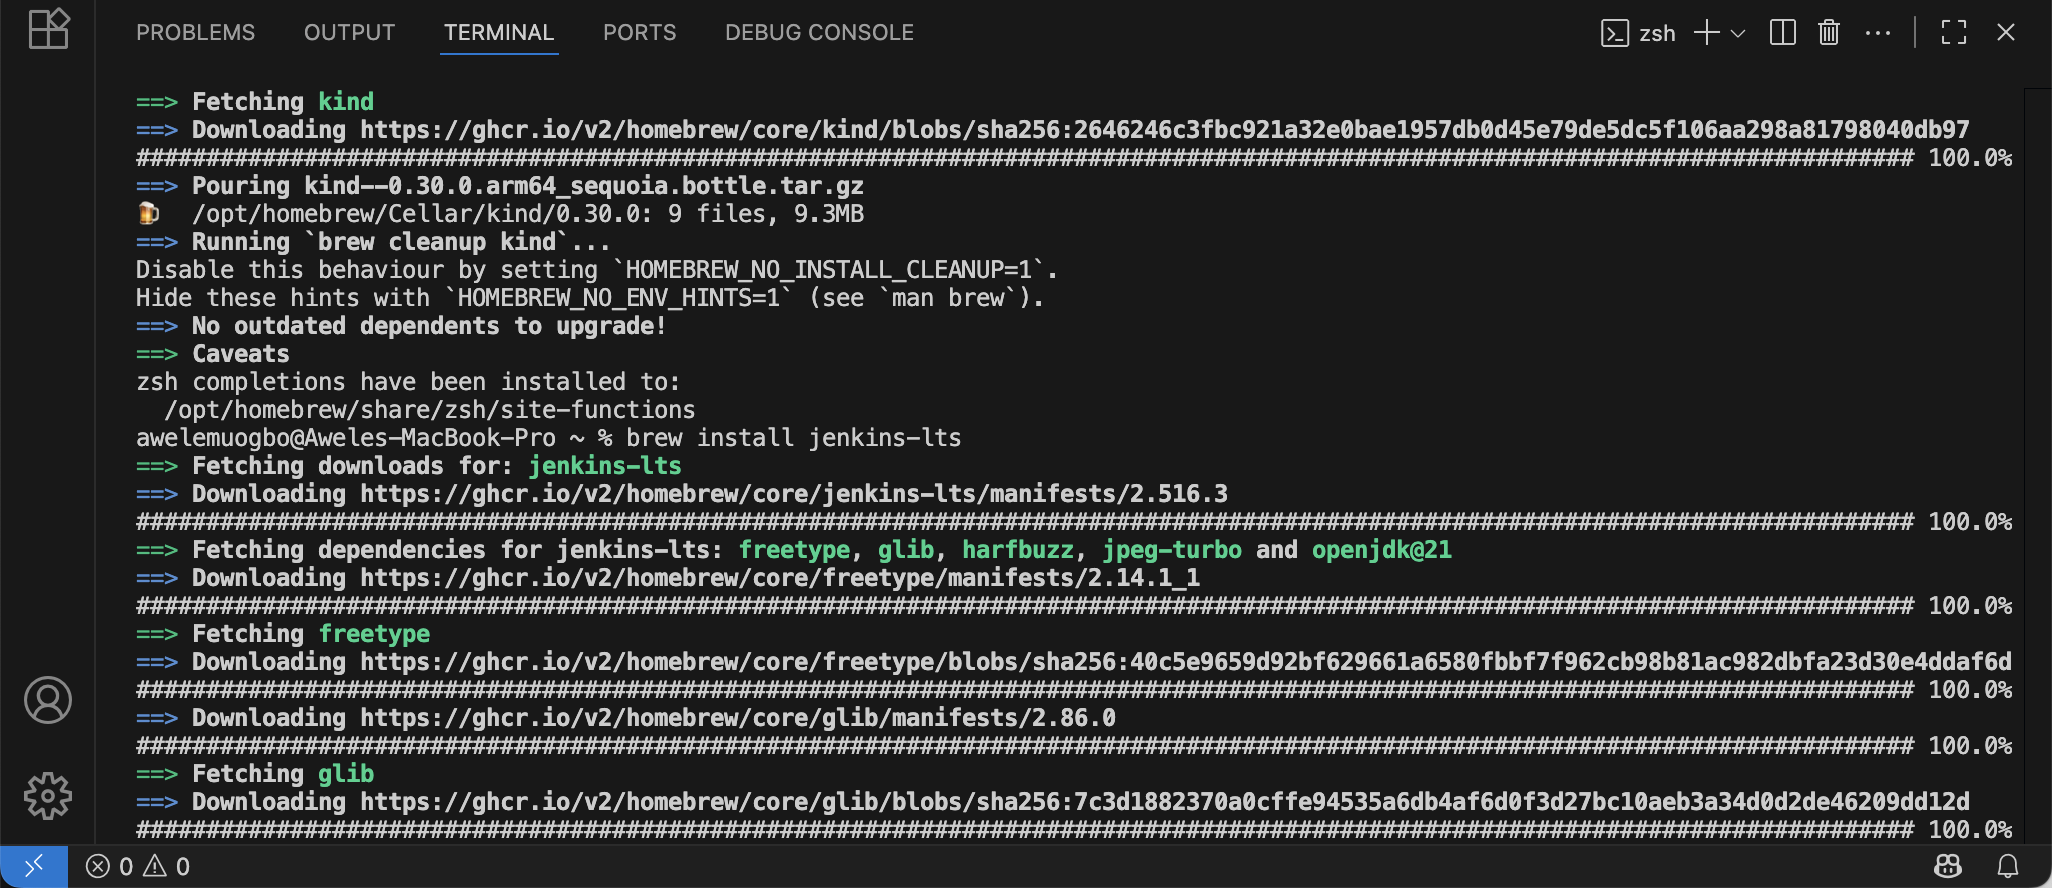 PROBLEMS OUTPUT TERMINAL PORTS DEBUG CONSOLE zsh
==> Fetching kind
==> Downloading https://ghcr.io/v2/homebrew/core/kind/blobs/sha256:2646246c3fbc921a32e0bae1957db0d45e79de5dc5f106aa298a81798040db97
############################################################################################################################### 100.0%
==> Pouring kind--0.30.0.arm64_sequoia.bottle.tar.gz
🍺 /opt/homebrew/Cellar/kind/0.30.0: 9 files, 9.3MB
==> Running `brew cleanup kind`...
Disable this behaviour by setting `HOMEBREW_NO_INSTALL_CLEANUP=1`.
Hide these hints with `HOMEBREW_NO_ENV_HINTS=1` (see `man brew`).
==> No outdated dependents to upgrade!
==> Caveats
zsh completions have been installed to:
  /opt/homebrew/share/zsh/site-functions
awelemuogbo@Aweles-MacBook-Pro ~ % brew install jenkins-lts
==> Fetching downloads for: jenkins-lts
==> Downloading https://ghcr.io/v2/homebrew/core/jenkins-lts/manifests/2.516.3
############################################################################################################################### 100.0%
==> Fetching dependencies for jenkins-lts: freetype, glib, harfbuzz, jpeg-turbo and openjdk@21
==> Downloading https://ghcr.io/v2/homebrew/core/freetype/manifests/2.14.1_1
############################################################################################################################### 100.0%
==> Fetching freetype
==> Downloading https://ghcr.io/v2/homebrew/core/freetype/blobs/sha256:40c5e9659d92bf629661a6580fbbf7f962cb98b81ac982dbfa23d30e4ddaf6d
############################################################################################################################### 100.0%
==> Downloading https://ghcr.io/v2/homebrew/core/glib/manifests/2.86.0
############################################################################################################################### 100.0%
==> Fetching glib
==> Downloading https://ghcr.io/v2/homebrew/core/glib/blobs/sha256:7c3d1882370a0cffe94535a6db4af6d0f3d27bc10aeb3a34d0d2de46209dd12d
############################################################################################################################### 100.0%
0 0